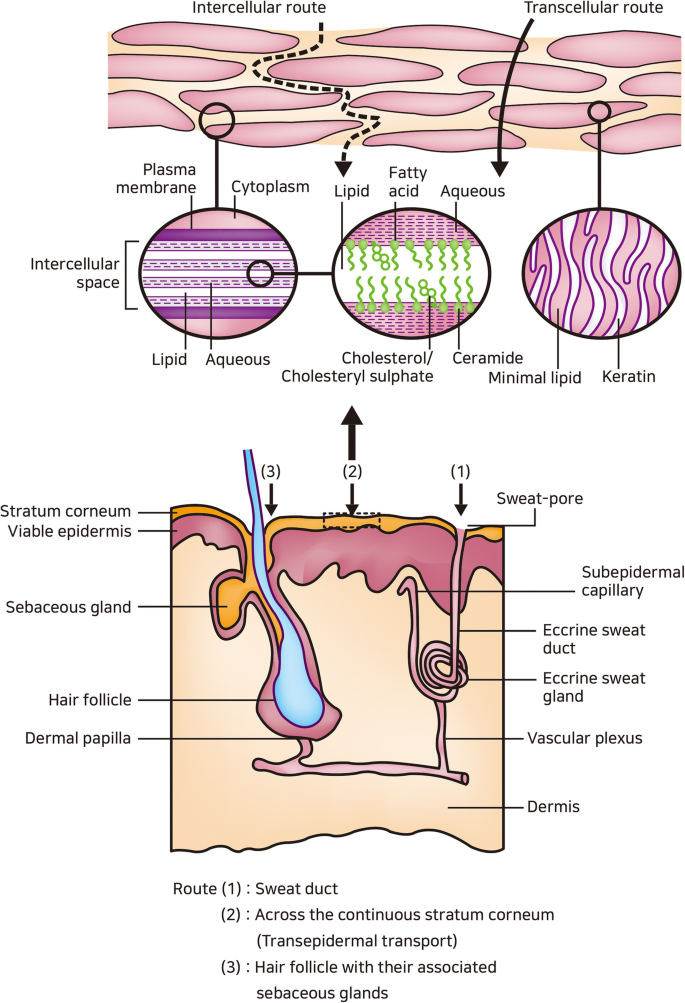 Intercellular route
Transcellular route
Plasma
membrane
Cytoplasm
Lipid
Fatty
acid
Aqueous
Intercellular
space
Lipid
Aqueous
Cholesterol/
Cholesteryl sulphate
Ceramide
Minimal lipid
Keratin
(3)
(2)
(1)
Sweat-pore
Stratum corneum
Viable epidermis
Subepidermal
capillary
Sebaceous gland
Eccrine sweat
duct
Eccrine sweat
gland
Hair follicle
Dermal papilla
Vascular plexus
Dermis
Route (1) : Sweat duct
(2) : Across the continuous stratum corneum
(Transepidermal transport)
(3) : Hair follicle with their associated
sebaceous glands